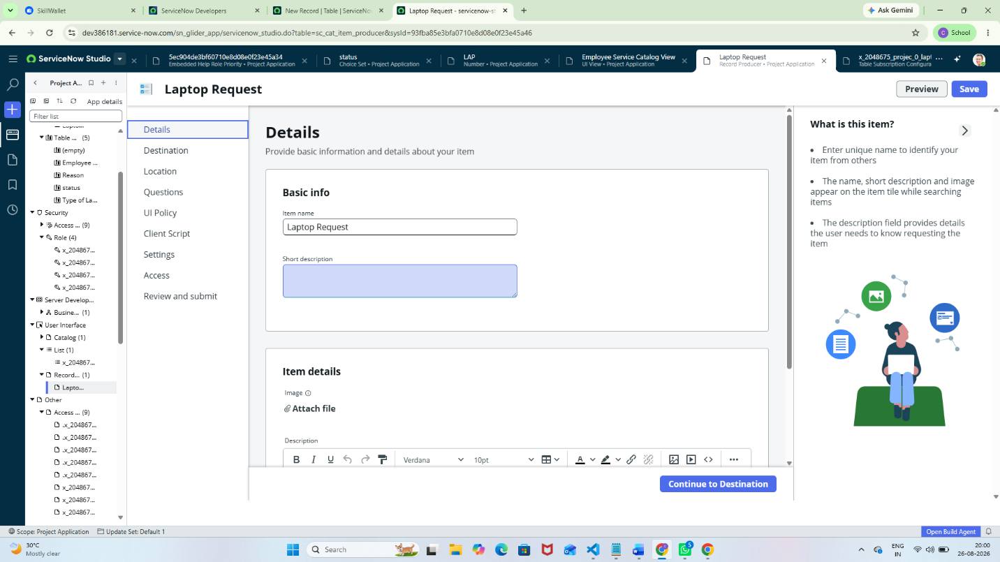 SkillWallet
ServiceNow Developers
New Record | Table | ServiceNo
Laptop Request - servicenow-st
Ask Gemini
dev386181.service-now.com/sn_glider_app/servicenow_studio.do?table=sc_cat_item_producer&sysId=93fba85e3bfa0710e8d08e0f23e45a46
C School
ServiceNow Studio
5ec904de3bf60710e8d08e0f23e45a34
Embedded Help Role Priority • Project Application
status
Choice Set • Project Application
LAP
Number • Project Application
Employee Service Catalog View
UI View • Project Application
Laptop Request
Record Producer • Project Application
x_2048675_projec_0_lapt ...
Table Subscription Configura
Project A...
App details
Filter list
Table ... (5)
(empty)
Employee ...
Reason
status
Type of La...
Security
Access ... (9)
Role (4)
x_204867...
x_204867...
x_204867...
x_204867...
Server Develop...
Busine... (1)
User Interface
Catalog (1)
List (1)
x_204867...
Record... (1)
Lapto...
Other
Access ... (9)
.x_204867...
.x_204867...
.x_204867...
.x_204867...
.x_204867...
x_204867...
x_204867...
x_204867...
Laptop Request
Preview
Save
Details
Destination
Location
Questions
UI Policy
Client Script
Settings
Access
Review and submit
Details
Provide basic information and details about your item
Basic info
Item name
Laptop Request
Short description
Item details
Image
Attach file
Description
B I U Verdana 10pt A
Continue to Destination
What is this item?
• Enter unique name to identify your
item from others
• The name, short description and image
appear on the item tile while searching
items
• The description field provides details
the user needs to know requesting the
item
Scope: Project Application
Update Set: Default 1
Open Build Agent
30°C
Mostly clear
Search
5
ENG
IN
20:00
26-08-2026